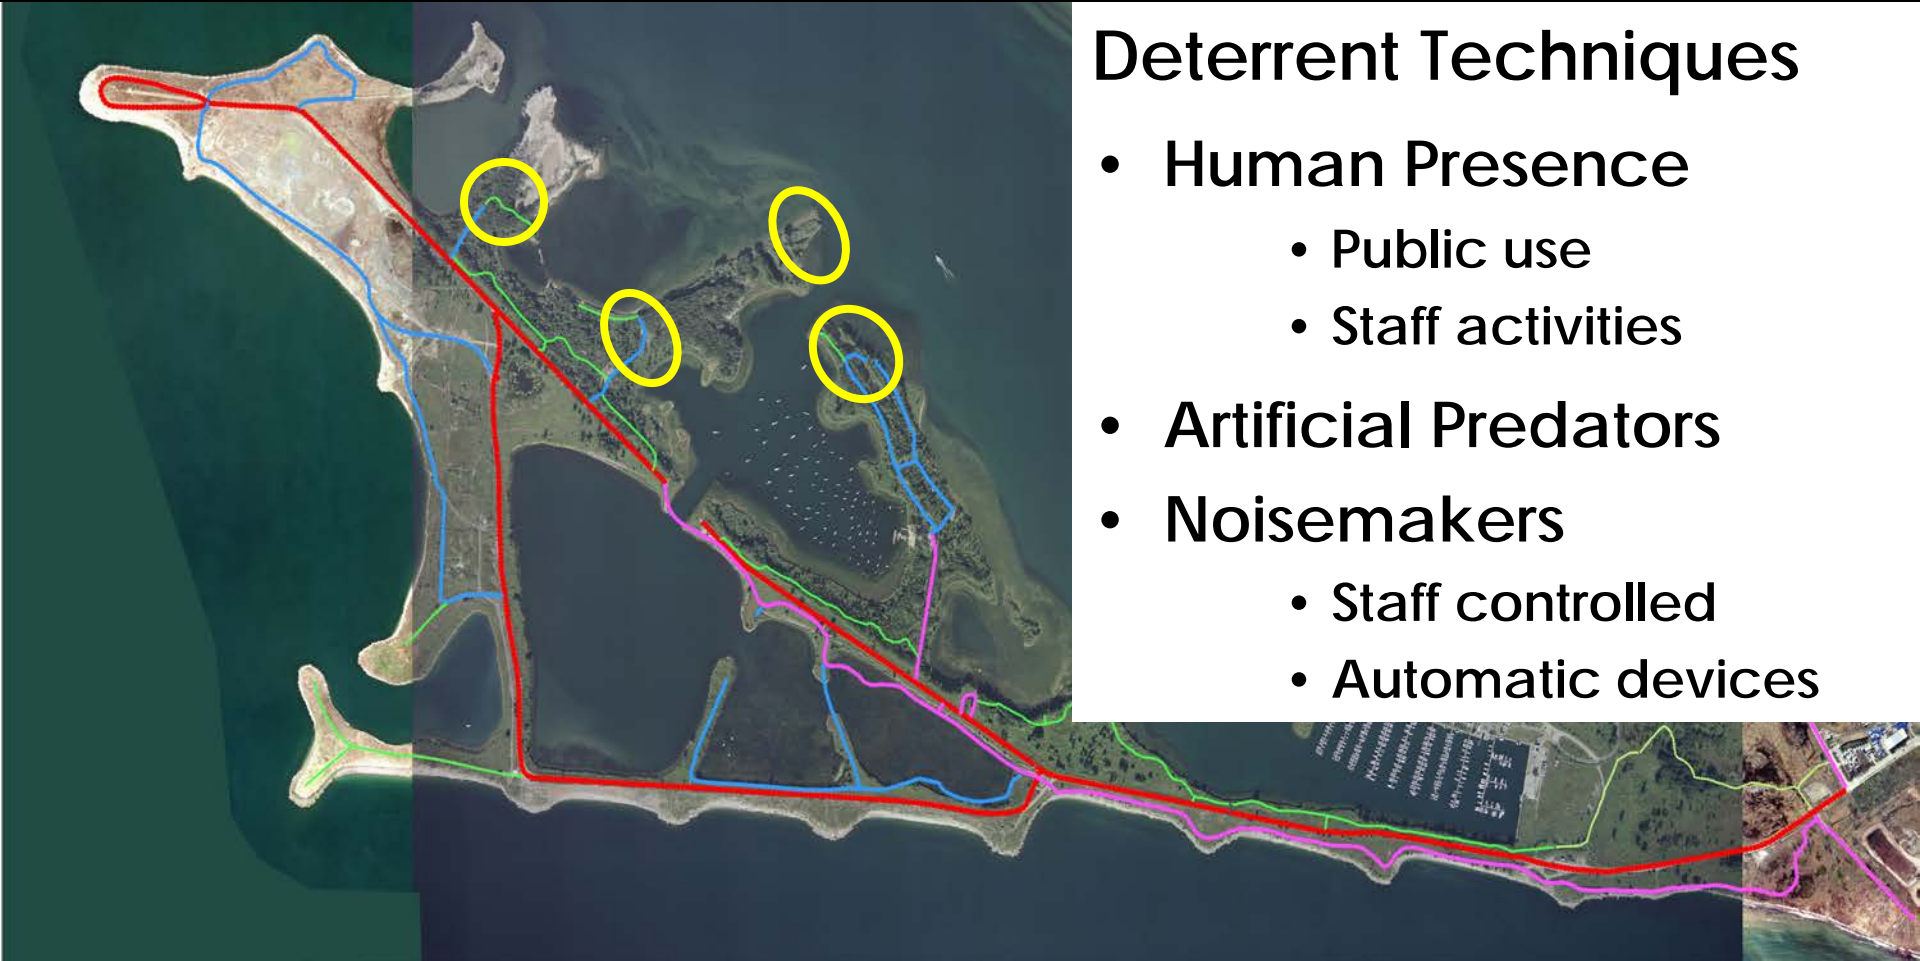 Deterrent Techniques
• Human Presence
• Public use
• Staff activities
• Artificial Predators
• Noisemakers
• Staff controlled
• Automatic devices